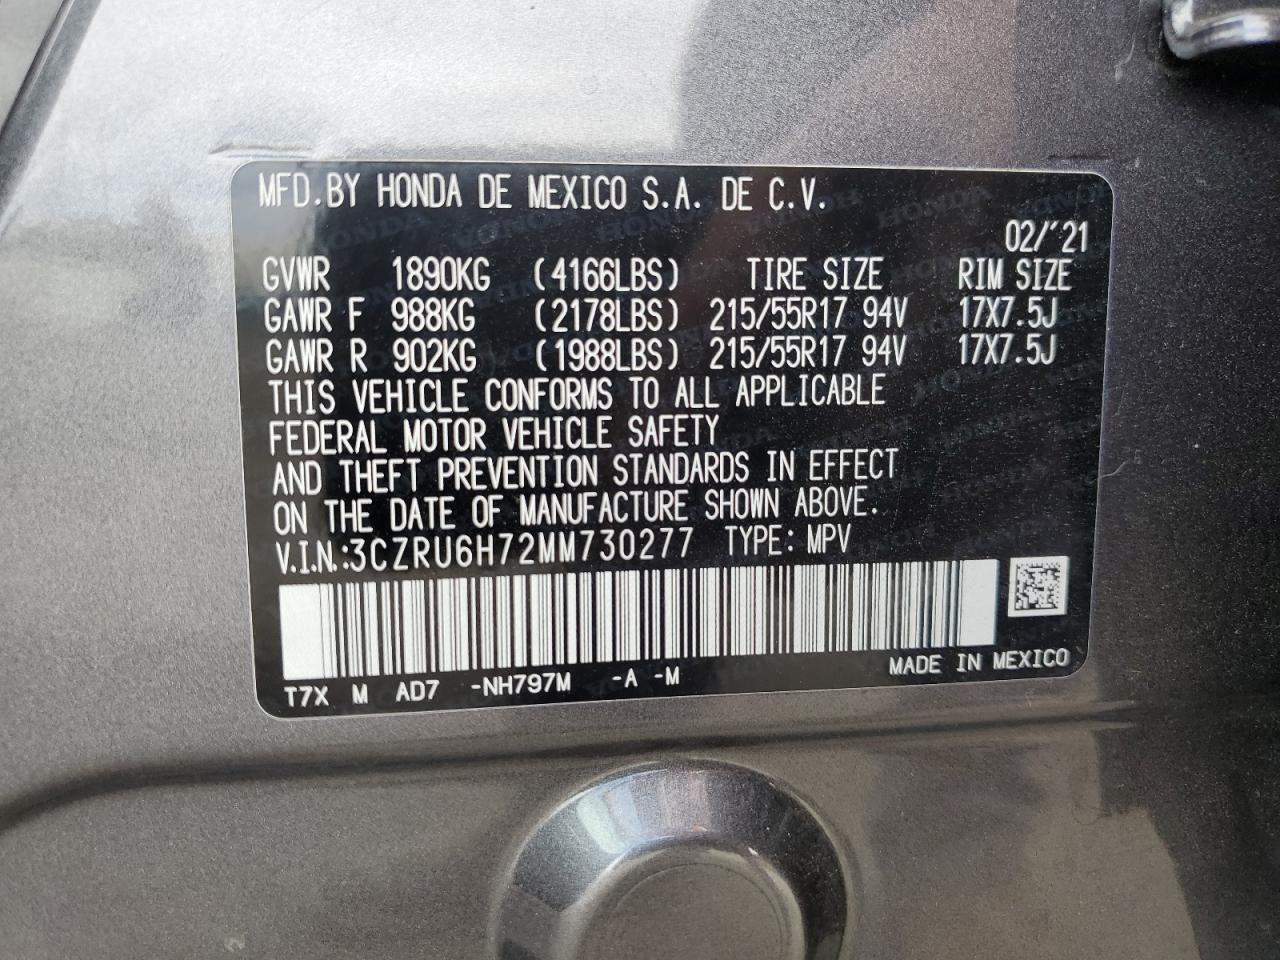 MFD.BY HONDA DE MEXICO S.A. DE C.V.
02/'21
GVWR 1890KG (4166LBS) TIRE SIZE RIM SIZE
GAWR F 988KG (2178LBS) 215/55R17 94V 17X7.5J
GAWR R 902KG (1988LBS) 215/55R17 94V 17X7.5J
THIS VEHICLE CONFORMS TO ALL APPLICABLE
FEDERAL MOTOR VEHICLE SAFETY
AND THEFT PREVENTION STANDARDS IN EFFECT
ON THE DATE OF MANUFACTURE SHOWN ABOVE.
V.I.N.:3CZRU6H72MM730277 TYPE: MPV
T7X M AD7 -NH797M -A -M MADE IN MEXICO